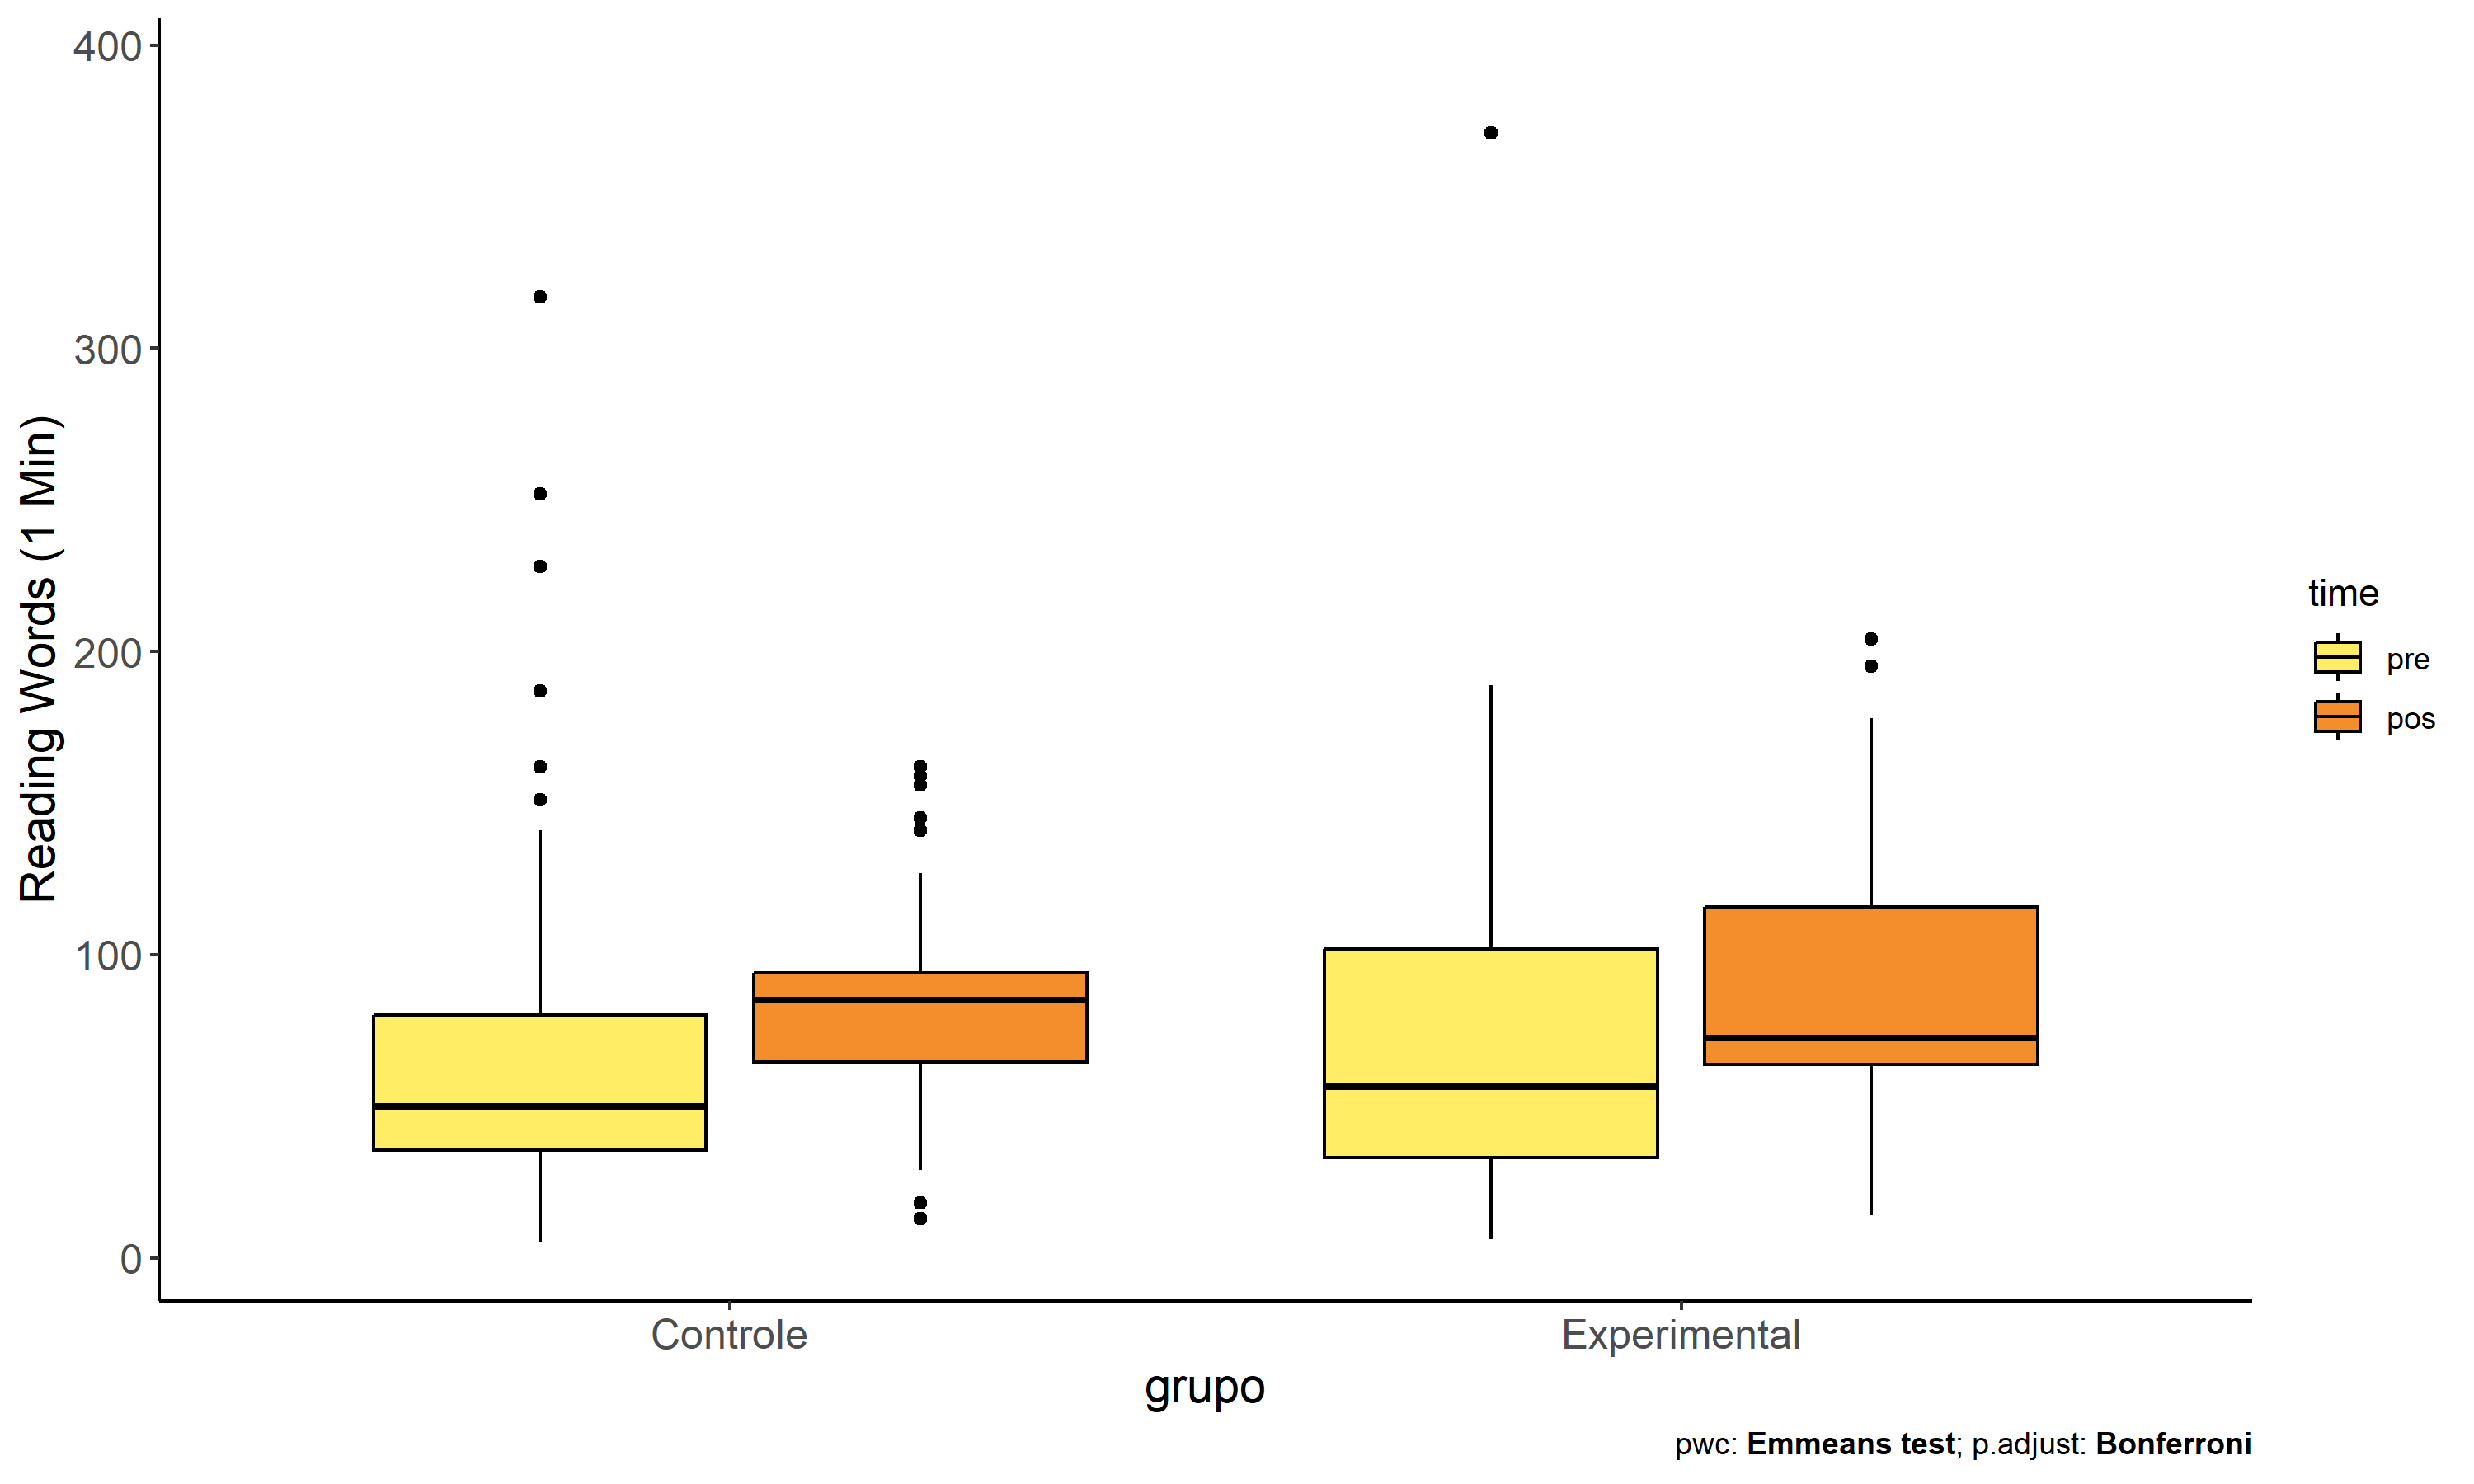 400
300
200
100
0
Reading Words (1 Min)
Controle
Experimental
grupo
time
pre
pos
pwc: Emmeans test; p.adjust: Bonferroni